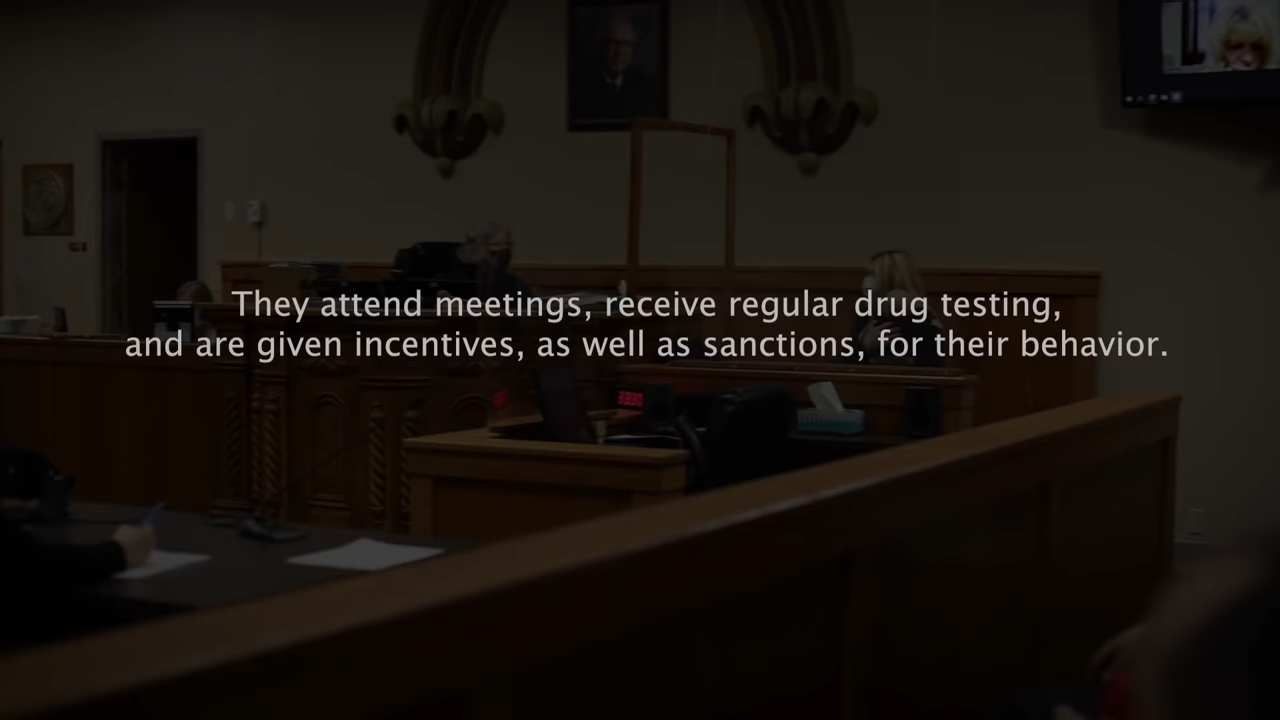 They attend meetings, receive regular drug testing,
and are given incentives, as well as sanctions, for their behavior.